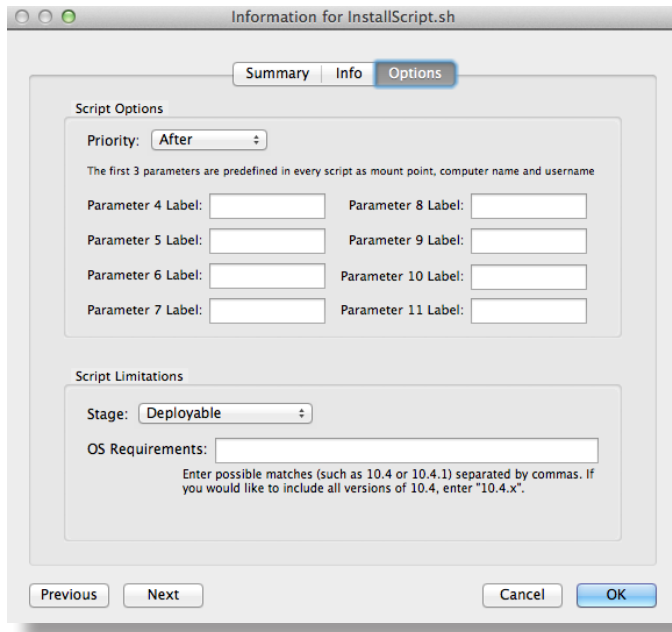 Information for InstallScript.sh
Summary Info Options
Script Options
Priority: After
The first 3 parameters are predefined in every script as mount point, computer name and username
Parameter 4 Label: Parameter 8 Label:
Parameter 5 Label: Parameter 9 Label:
Parameter 6 Label: Parameter 10 Label:
Parameter 7 Label: Parameter 11 Label:
Script Limitations
Stage: Deployable
OS Requirements:
Enter possible matches (such as 10.4 or 10.4.1) separated by commas. If
you would like to include all versions of 10.4, enter "10.4.x".
Previous Next Cancel OK